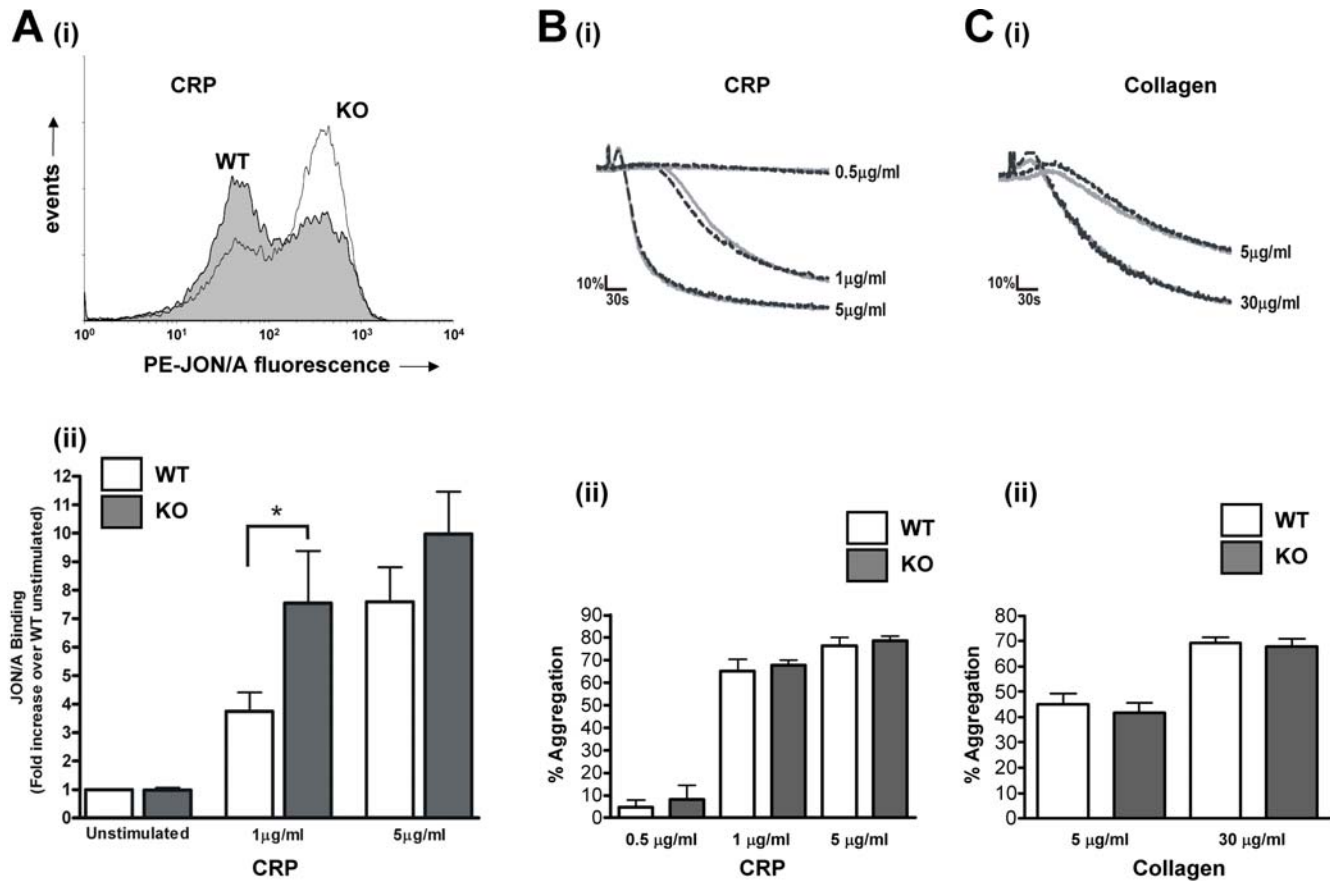 A (i)
CRP
WT
KO
events
10⁰ 10¹ 10² 10³ 10⁴
PE-JON/A fluorescence
(ii)
WT
KO
JON/A Binding
(Fold increase over WT unstimulated)
12
11
10
9
8
7
6
5
4
3
2
1
0
*
Unstimulated 1µg/ml 5µg/ml
CRP
B (i)
CRP
0.5µg/ml
1µg/ml
5µg/ml
10%
30s
(ii)
WT
KO
% Aggregation
90
80
70
60
50
40
30
20
10
0
0.5 µg/ml 1 µg/ml 5 µg/ml
CRP
C (i)
Collagen
5µg/ml
30µg/ml
10%
30s
(ii)
WT
KO
% Aggregation
80
70
60
50
40
30
20
10
0
5 µg/ml 30 µg/ml
Collagen